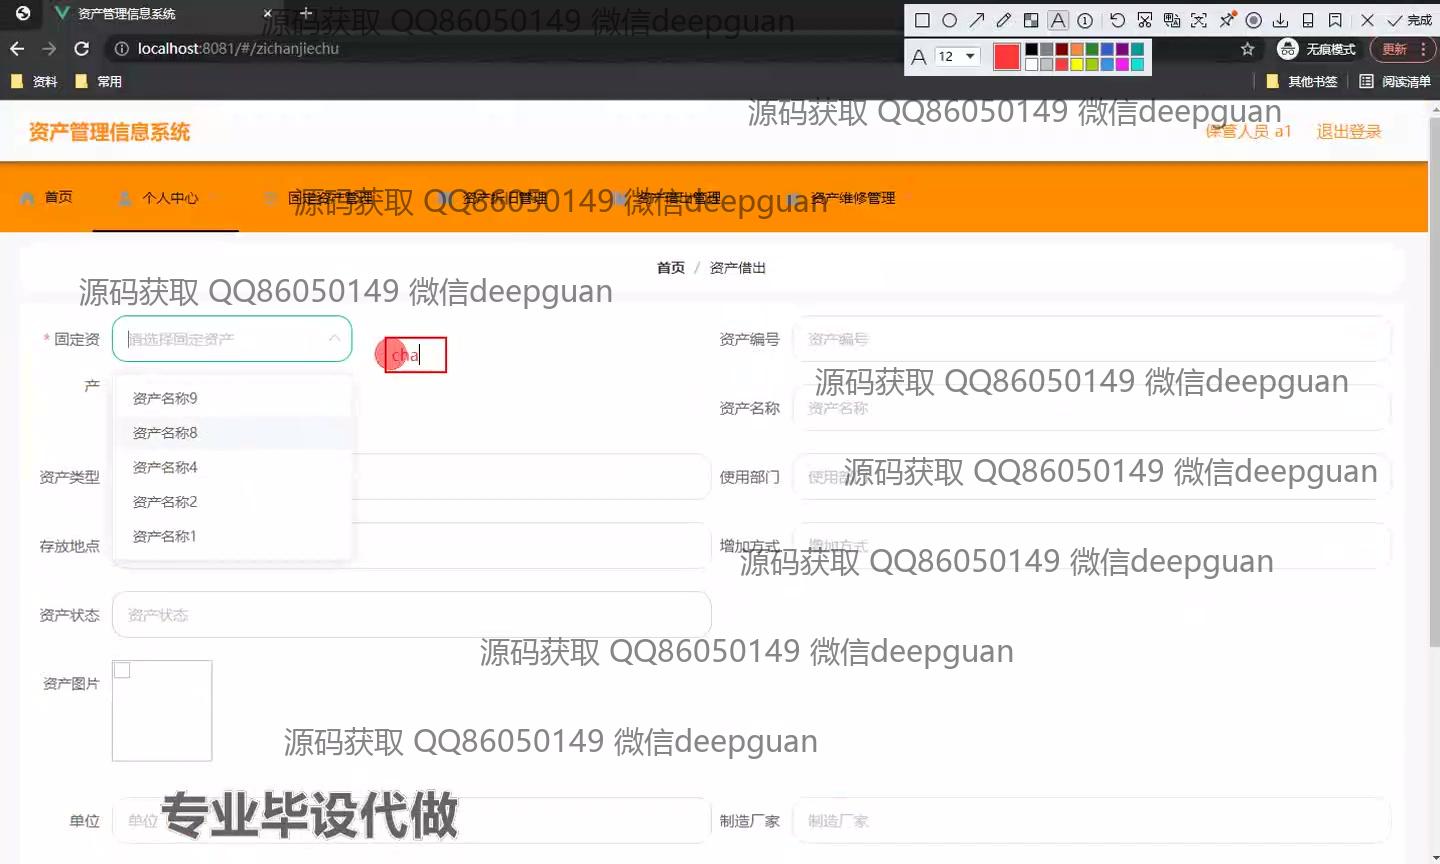 资产管理信息系统
源码获取 QQ86050149 微信deepguan
完成
localhost:8081/#/zichanjiechu
12
无痕模式
更新
资料
常用
其他书签
阅读清单
源码获取 QQ86050149 微信deepguan
资产管理信息系统
保管人员 a1
退出登录
首页
个人中心
固定资产管理
资产折旧管理
资产借出管理
资产维修管理
源码获取 QQ86050149 微信deepguan
首页 / 资产借出
源码获取 QQ86050149 微信deepguan
* 固定资产
请选择固定资产
cha
资产编号
资产编号
源码获取 QQ86050149 微信deepguan
资产名称9
资产名称8
资产名称4
资产名称2
资产名称1
资产名称
资产名称
资产类型
使用部门
使用部门
源码获取 QQ86050149 微信deepguan
存放地点
增加方式
增加方式
源码获取 QQ86050149 微信deepguan
资产状态
资产状态
源码获取 QQ86050149 微信deepguan
资产图片
源码获取 QQ86050149 微信deepguan
单位
单位
专业毕设代做
制造厂家
制造厂家